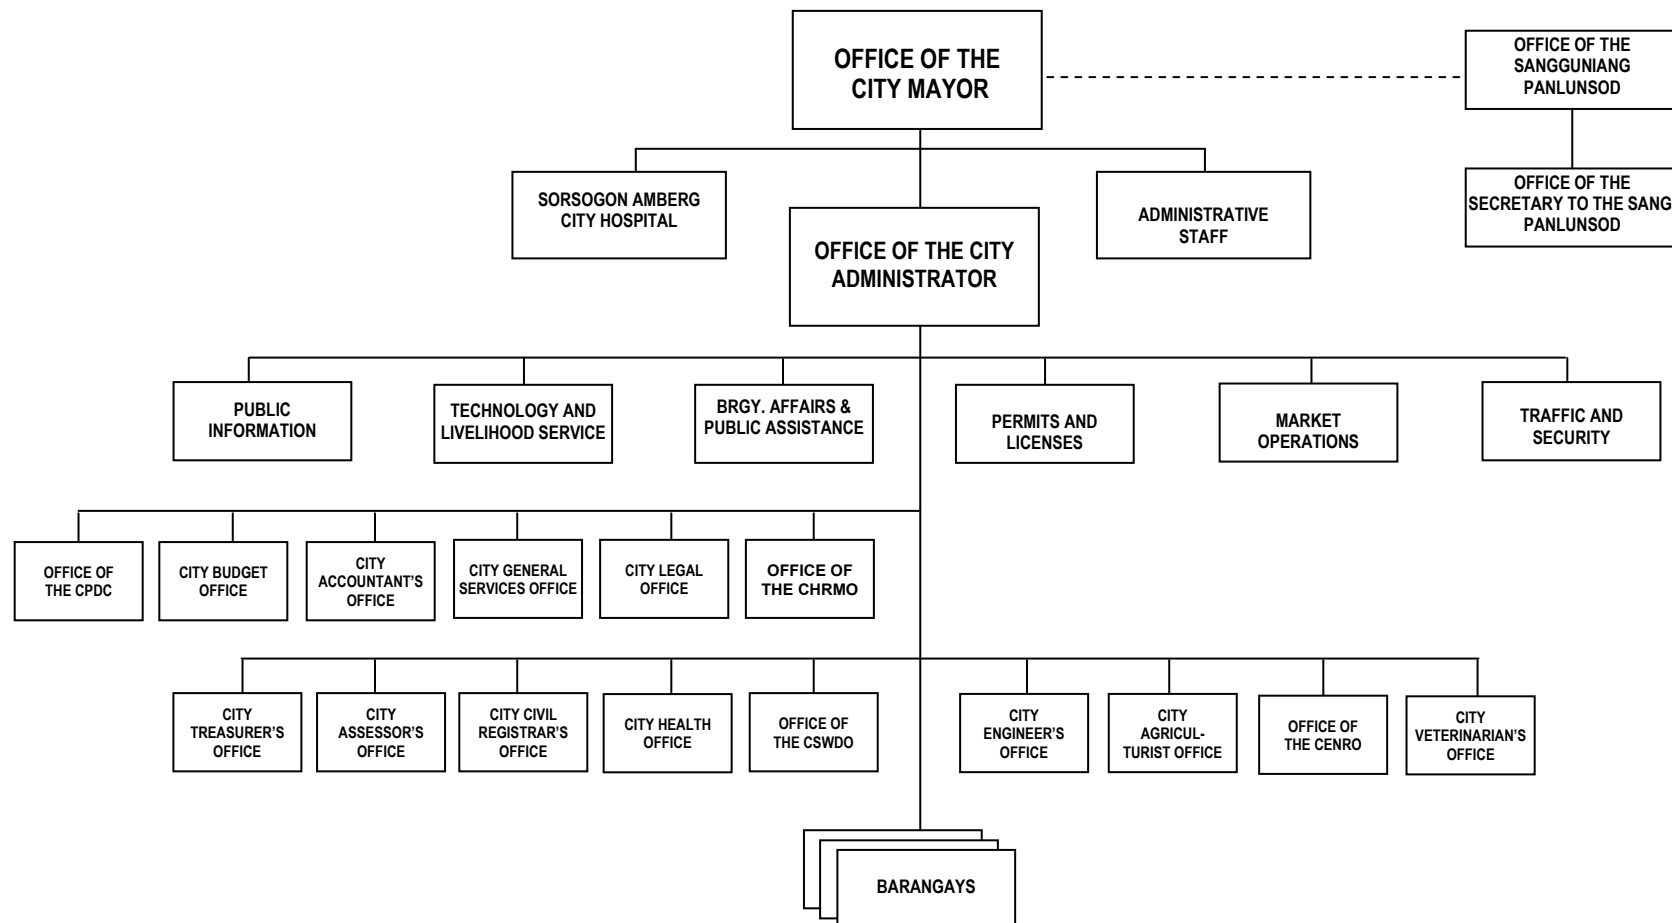 OFFICE OF THE
CITY MAYOR
OFFICE OF THE
SANGGUNIANG
PANLUNSOD
SORSOGON AMBERG
CITY HOSPITAL
ADMINISTRATIVE
STAFF
OFFICE OF THE
SECRETARY TO THE SANG
PANLUNSOD
OFFICE OF THE CITY
ADMINISTRATOR
PUBLIC
INFORMATION
TECHNOLOGY AND
LIVELIHOOD SERVICE
BRGY. AFFAIRS &
PUBLIC ASSISTANCE
PERMITS AND
LICENSES
MARKET
OPERATIONS
TRAFFIC AND
SECURITY
OFFICE OF
THE CPDC
CITY BUDGET
OFFICE
CITY
ACCOUNTANT'S
OFFICE
CITY GENERAL
SERVICES OFFICE
CITY LEGAL
OFFICE
OFFICE OF
THE CHRMO
CITY
TREASURER'S
OFFICE
CITY
ASSESSOR'S
OFFICE
CITY CIVIL
REGISTRAR'S
OFFICE
CITY HEALTH
OFFICE
OFFICE OF
THE CSWDO
CITY
ENGINEER'S
OFFICE
CITY
AGRICUL-
TURIST OFFICE
OFFICE OF
THE CENRO
CITY
VETERINARIAN'S
OFFICE
BARANGAYS